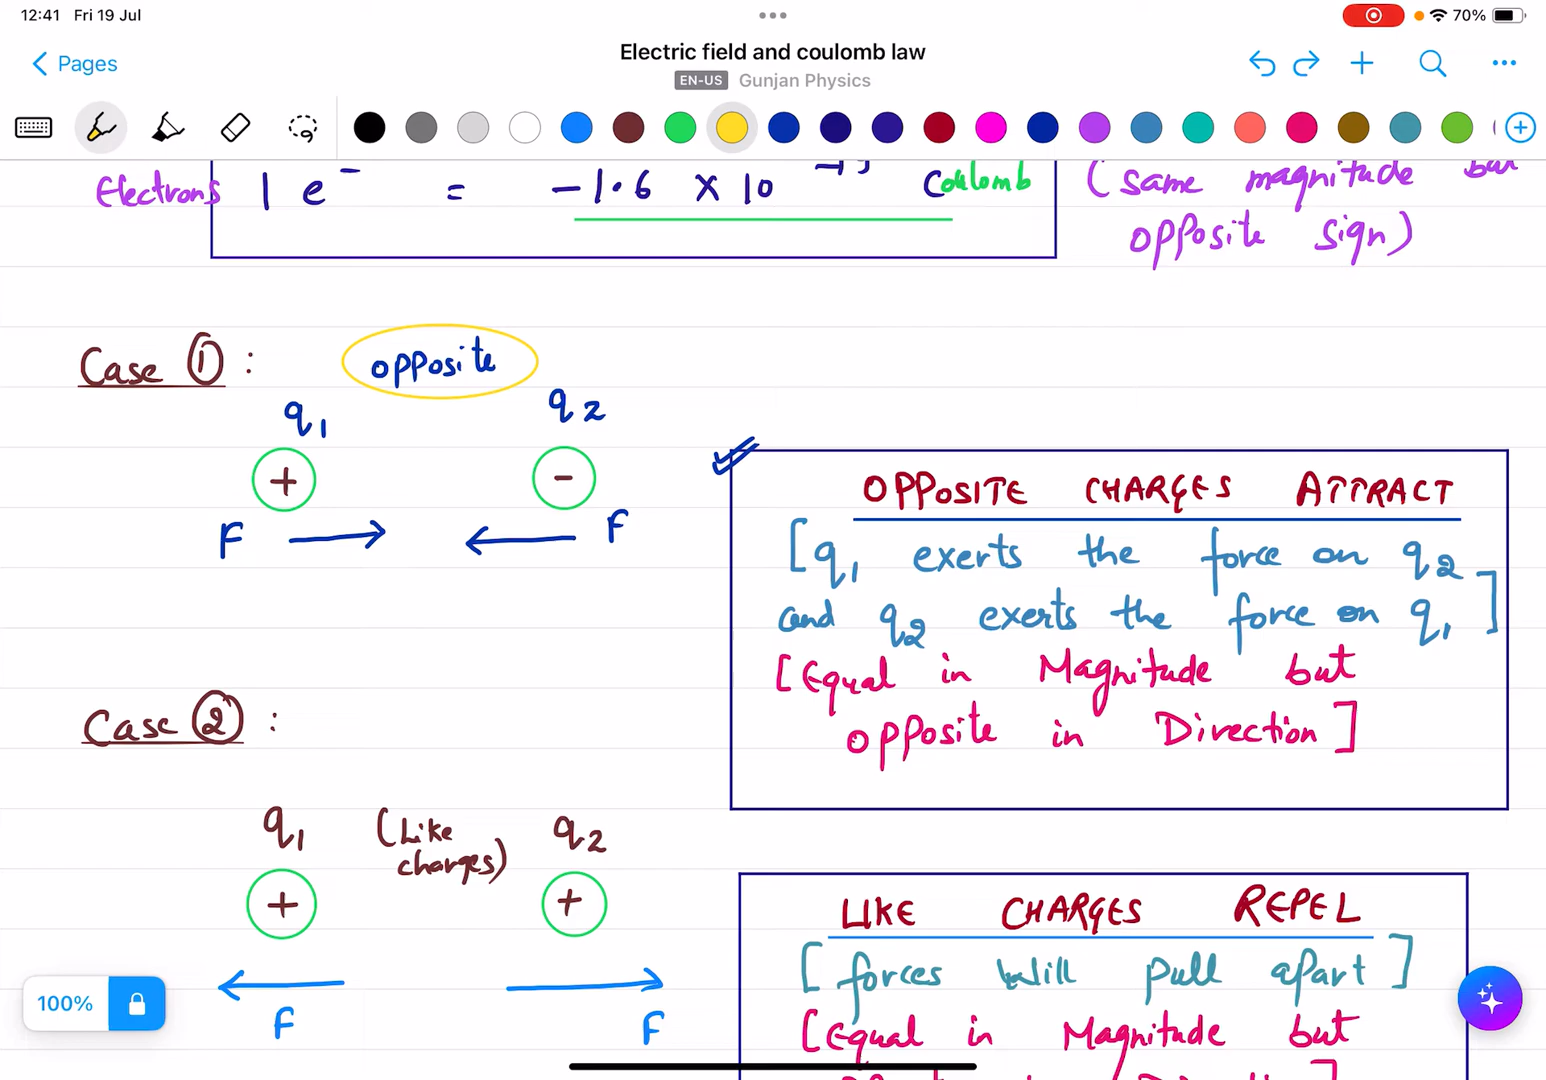 12:41 Fri 19 Jul
70%
Pages
Electric field and coulomb law
EN-US Gunjan Physics
Electrons 1 e⁻ = -1.6 X 10 Coulomb (same magnitude but
opposite sign)
Case ① :
opposite
q₁ q₂
+ -
F F
OPPOSITE CHARGES ATTRACT
[q₁ exerts the force on q₂
and q₂ exerts the force on q₁]
[Equal in Magnitude but
opposite in Direction]
Case ② :
q₁ (Like charges) q₂
+ +
F F
LIKE CHARGES REPEL
[forces will pull apart]
[Equal in Magnitude but
100%